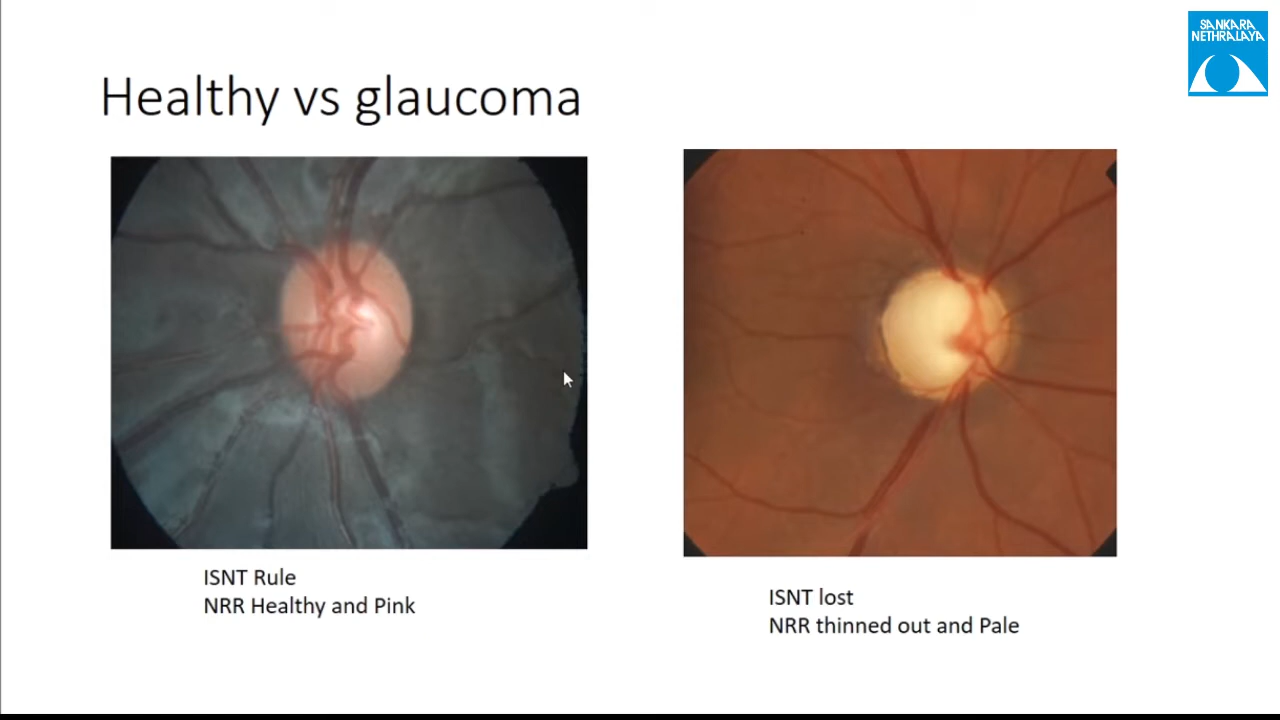 SANKARA
NETHRALAYA
Healthy vs glaucoma
ISNT Rule
NRR Healthy and Pink
ISNT lost
NRR thinned out and Pale